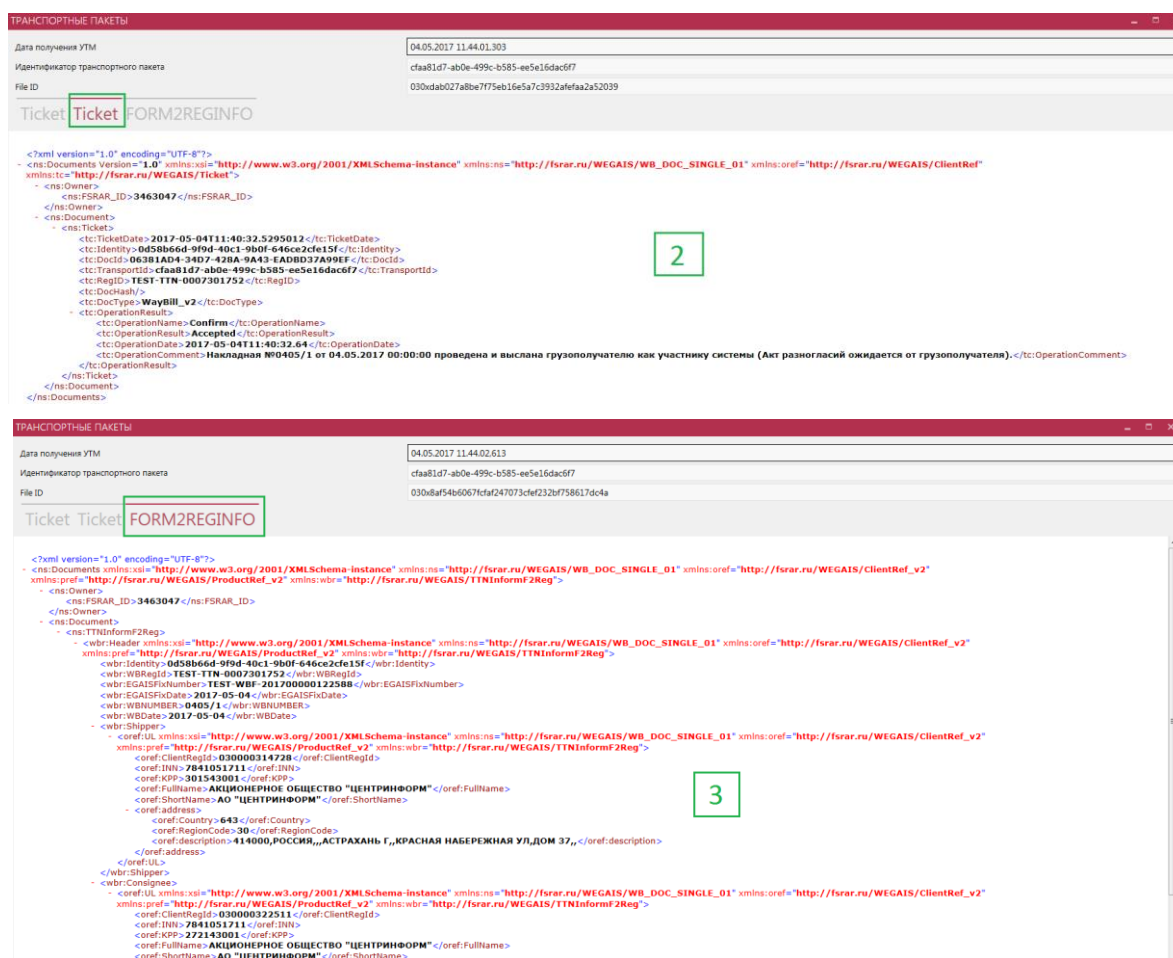 ТРАНСПОРТНЫЕ ПАКЕТЫ
Дата получения УТМ 04.05.2017 11.44.01.303
Идентификатор транспортного пакета cfaa81d7-ab0e-499c-b585-ee5e16dac6f7
File ID 030xdab027a8be7f75eb16e5a7c3932afefaa2a52039
Ticket Ticket FORM2REGINFO
<?xml version="1.0" encoding="UTF-8"?>
- <ns:Documents Version="1.0" xmlns:xsi="http://www.w3.org/2001/XMLSchema-instance" xmlns:ns="http://fsrar.ru/WEGAIS/WB_DOC_SINGLE_01" xmlns:oref="http://fsrar.ru/WEGAIS/ClientRef"
xmlns:tc="http://fsrar.ru/WEGAIS/Ticket">
- <ns:Owner>
<ns:FSRAR_ID>3463047</ns:FSRAR_ID>
</ns:Owner>
- <ns:Document>
- <ns:Ticket>
<tc:TicketDate>2017-05-04T11:40:32.5295012</tc:TicketDate>
<tc:Identity>0d58b66d-9f9d-40c1-9b0f-646ce2cfe15f</tc:Identity>
<tc:DocId>06381AD4-34D7-428A-9A43-EADBD37A99EF</tc:DocId>
<tc:TransportId>cfaa81d7-ab0e-499c-b585-ee5e16dac6f7</tc:TransportId>
<tc:RegID>TEST-TTN-0007301752</tc:RegID>
<tc:DocHash/>
<tc:DocType>WayBill_v2</tc:DocType>
- <tc:OperationResult>
<tc:OperationName>Confirm</tc:OperationName>
<tc:OperationResult>Accepted</tc:OperationResult>
<tc:OperationDate>2017-05-04T11:40:32.64</tc:OperationDate>
<tc:OperationComment>Накладная №0405/1 от 04.05.2017 00:00:00 проведена и выслана грузополучателю как участнику системы (Акт разногласий ожидается от грузополучателя).</tc:OperationComment>
</tc:OperationResult>
</ns:Ticket>
</ns:Document>
</ns:Documents>
2
ТРАНСПОРТНЫЕ ПАКЕТЫ
Дата получения УТМ 04.05.2017 11.44.02.613
Идентификатор транспортного пакета cfaa81d7-ab0e-499c-b585-ee5e16dac6f7
File ID 030x8af54b6067fcfaf247073cfef232bf758617dc4a
Ticket Ticket FORM2REGINFO
<?xml version="1.0" encoding="UTF-8"?>
- <ns:Documents xmlns:xsi="http://www.w3.org/2001/XMLSchema-instance" xmlns:ns="http://fsrar.ru/WEGAIS/WB_DOC_SINGLE_01" xmlns:oref="http://fsrar.ru/WEGAIS/ClientRef_v2"
xmlns:pref="http://fsrar.ru/WEGAIS/ProductRef_v2" xmlns:wbr="http://fsrar.ru/WEGAIS/TTNInformF2Reg">
- <ns:Owner>
<ns:FSRAR_ID>3463047</ns:FSRAR_ID>
</ns:Owner>
- <ns:Document>
- <ns:TTNInformF2Reg>
- <wbr:Header xmlns:xsi="http://www.w3.org/2001/XMLSchema-instance" xmlns:ns="http://fsrar.ru/WEGAIS/WB_DOC_SINGLE_01" xmlns:oref="http://fsrar.ru/WEGAIS/ClientRef_v2"
xmlns:pref="http://fsrar.ru/WEGAIS/ProductRef_v2" xmlns:wbr="http://fsrar.ru/WEGAIS/TTNInformF2Reg">
<wbr:Identity>0d58b66d-9f9d-40c1-9b0f-646ce2cfe15f</wbr:Identity>
<wbr:WBRegId>TEST-TTN-0007301752</wbr:WBRegId>
<wbr:EGAISFixNumber>TEST-WBF-201700000122588</wbr:EGAISFixNumber>
<wbr:EGAISFixDate>2017-05-04</wbr:EGAISFixDate>
<wbr:WBNUMBER>0405/1</wbr:WBNUMBER>
<wbr:WBDate>2017-05-04</wbr:WBDate>
- <wbr:Shipper>
- <oref:UL xmlns:xsi="http://www.w3.org/2001/XMLSchema-instance" xmlns:ns="http://fsrar.ru/WEGAIS/WB_DOC_SINGLE_01" xmlns:oref="http://fsrar.ru/WEGAIS/ClientRef_v2"
xmlns:pref="http://fsrar.ru/WEGAIS/ProductRef_v2" xmlns:wbr="http://fsrar.ru/WEGAIS/TTNInformF2Reg">
<oref:ClientRegId>030000314728</oref:ClientRegId>
<oref:INN>7841051711</oref:INN>
<oref:KPP>301543001</oref:KPP>
<oref:FullName>АКЦИОНЕРНОЕ ОБЩЕСТВО "ЦЕНТРИНФОРМ"</oref:FullName>
<oref:ShortName>АО "ЦЕНТРИНФОРМ"</oref:ShortName>
- <oref:address>
<oref:Country>643</oref:Country>
<oref:RegionCode>30</oref:RegionCode>
<oref:description>414000,РОССИЯ,,,АСТРАХАНЬ Г,,КРАСНАЯ НАБЕРЕЖНАЯ УЛ,ДОМ 37,,</oref:description>
</oref:address>
</oref:UL>
</wbr:Shipper>
- <wbr:Consignee>
- <oref:UL xmlns:xsi="http://www.w3.org/2001/XMLSchema-instance" xmlns:ns="http://fsrar.ru/WEGAIS/WB_DOC_SINGLE_01" xmlns:oref="http://fsrar.ru/WEGAIS/ClientRef_v2"
xmlns:pref="http://fsrar.ru/WEGAIS/ProductRef_v2" xmlns:wbr="http://fsrar.ru/WEGAIS/TTNInformF2Reg">
<oref:ClientRegId>030000322511</oref:ClientRegId>
<oref:INN>7841051711</oref:INN>
<oref:KPP>272143001</oref:KPP>
<oref:FullName>АКЦИОНЕРНОЕ ОБЩЕСТВО "ЦЕНТРИНФОРМ"</oref:FullName>
<oref:ShortName>АО "ЦЕНТРИНФОРМ"</oref:ShortName>
3